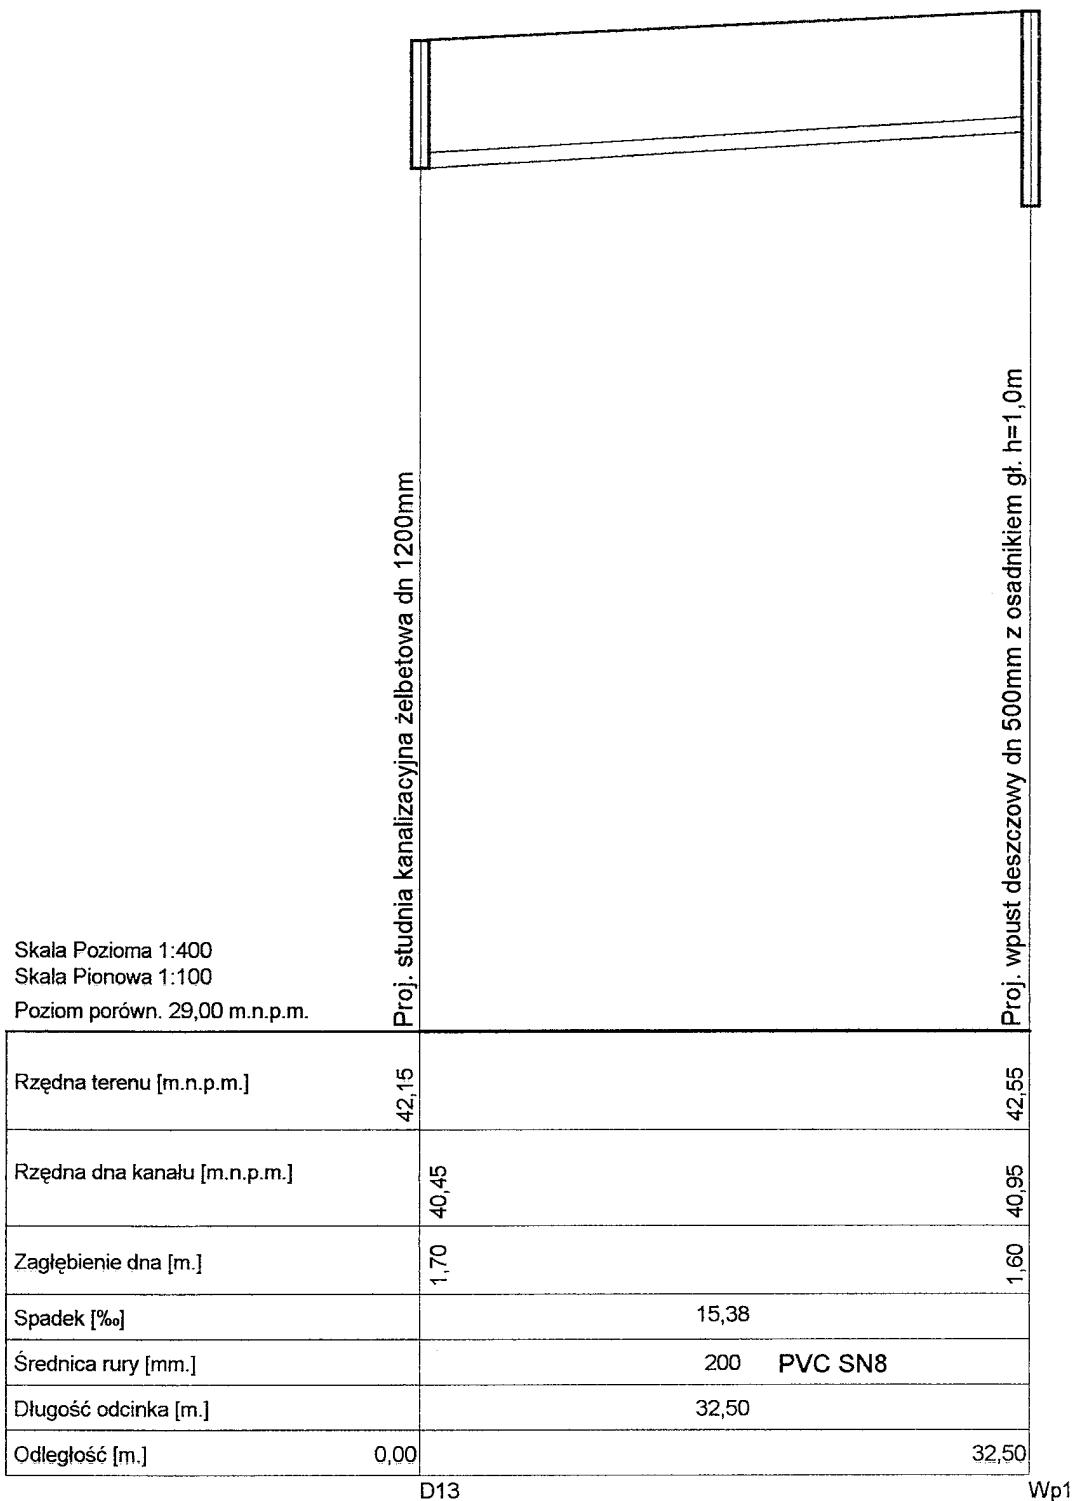 Proj. studnia kanalizacyjna żelbetowa dn 1200mm
Proj. wpust deszczowy dn 500mm z osadnikiem gł. h=1,0m
Skala Pozioma 1:400
Skala Pionowa 1:100
Poziom porówn. 29,00 m.n.p.m.
Rzędna terenu [m.n.p.m.] 42,15 42,55
Rzędna dna kanału [m.n.p.m.] 40,45 40,95
Zagłębienie dna [m.] 1,70 1,60
Spadek [‰] 15,38
Średnica rury [mm.] 200 PVC SN8
Długość odcinka [m.] 32,50
Odległość [m.] 0,00 32,50
D13 Wp1